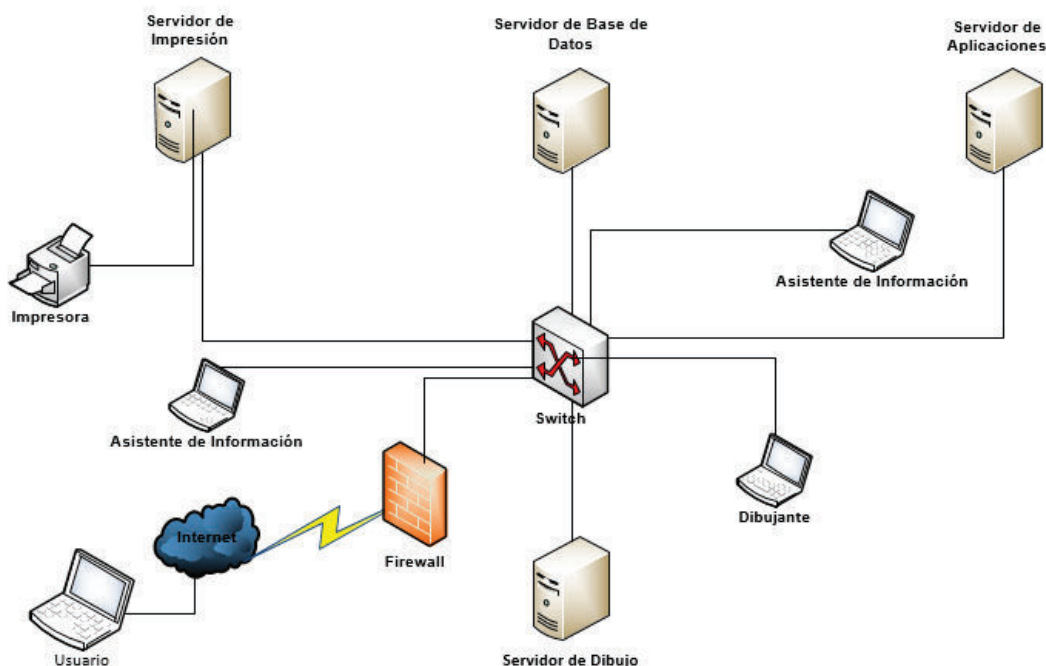 Servidor de
Impresión
Servidor de Base de
Datos
Servidor de
Aplicaciones
Impresora
Asistente de Información
Asistente de Información
Switch
Dibujante
Internet
Firewall
Usuario
Servidor de Dibujo